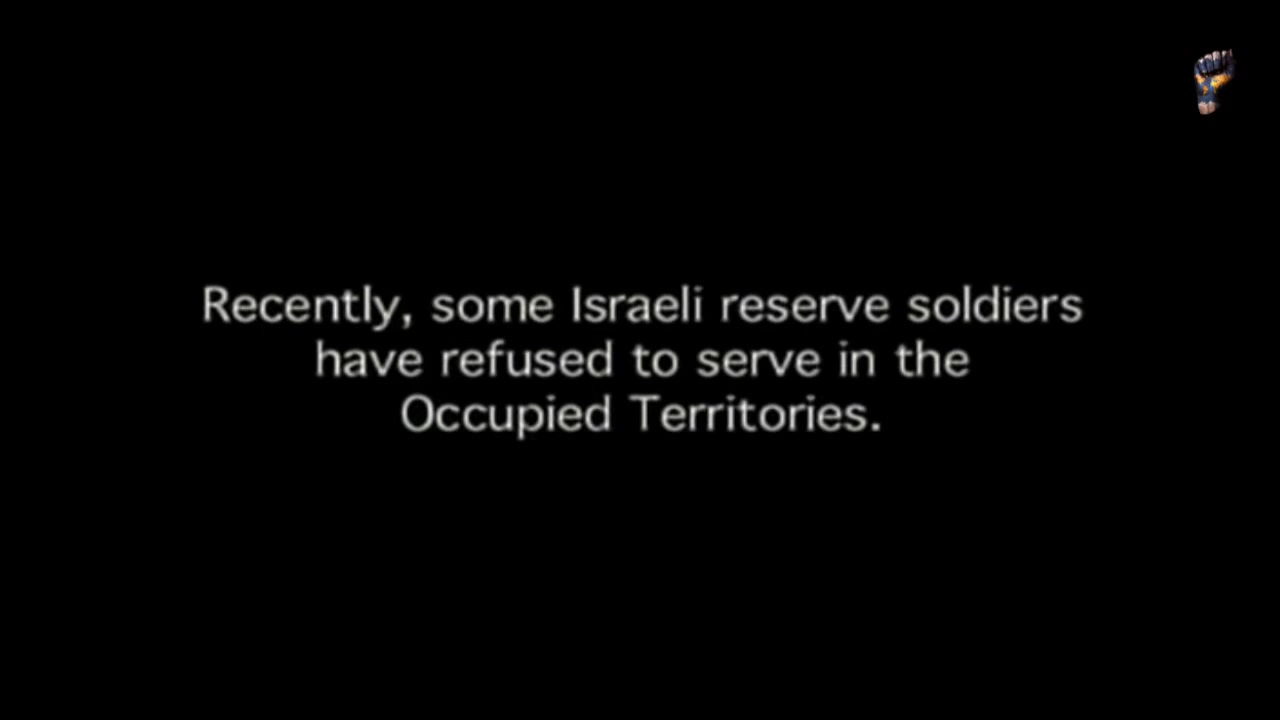 Recently, some Israeli reserve soldiers
have refused to serve in the
Occupied Territories.